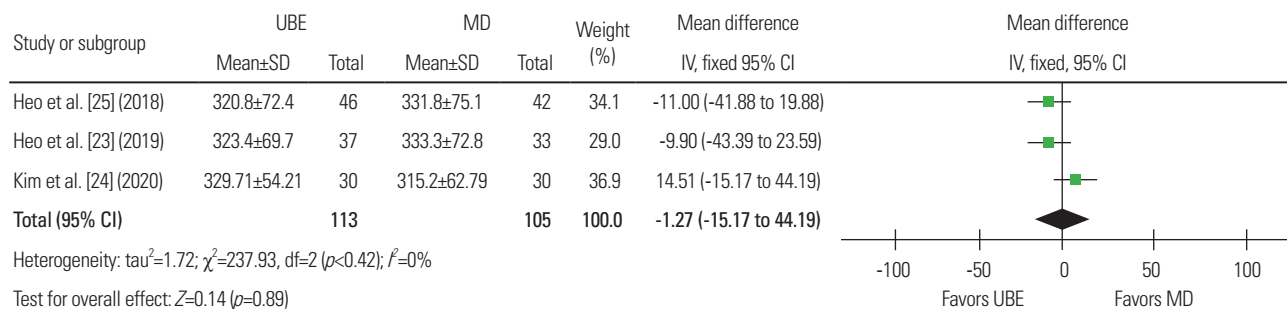 Study or subgroup UBE MD Weight (%) Mean difference Mean difference
Mean±SD Total Mean±SD Total IV, fixed 95% CI IV, fixed, 95% CI
Heo et al. [25] (2018) 320.8±72.4 46 331.8±75.1 42 34.1 -11.00 (-41.88 to 19.88)
Heo et al. [23] (2019) 323.4±69.7 37 333.3±72.8 33 29.0 -9.90 (-43.39 to 23.59)
Kim et al. [24] (2020) 329.71±54.21 30 315.2±62.79 30 36.9 14.51 (-15.17 to 44.19)
Total (95% CI) 113 105 100.0 -1.27 (-15.17 to 44.19)
Heterogeneity: tau²=1.72; χ²=237.93, df=2 (p<0.42); I²=0%
-100 -50 0 50 100
Test for overall effect: Z=0.14 (p=0.89)
Favors UBE Favors MD